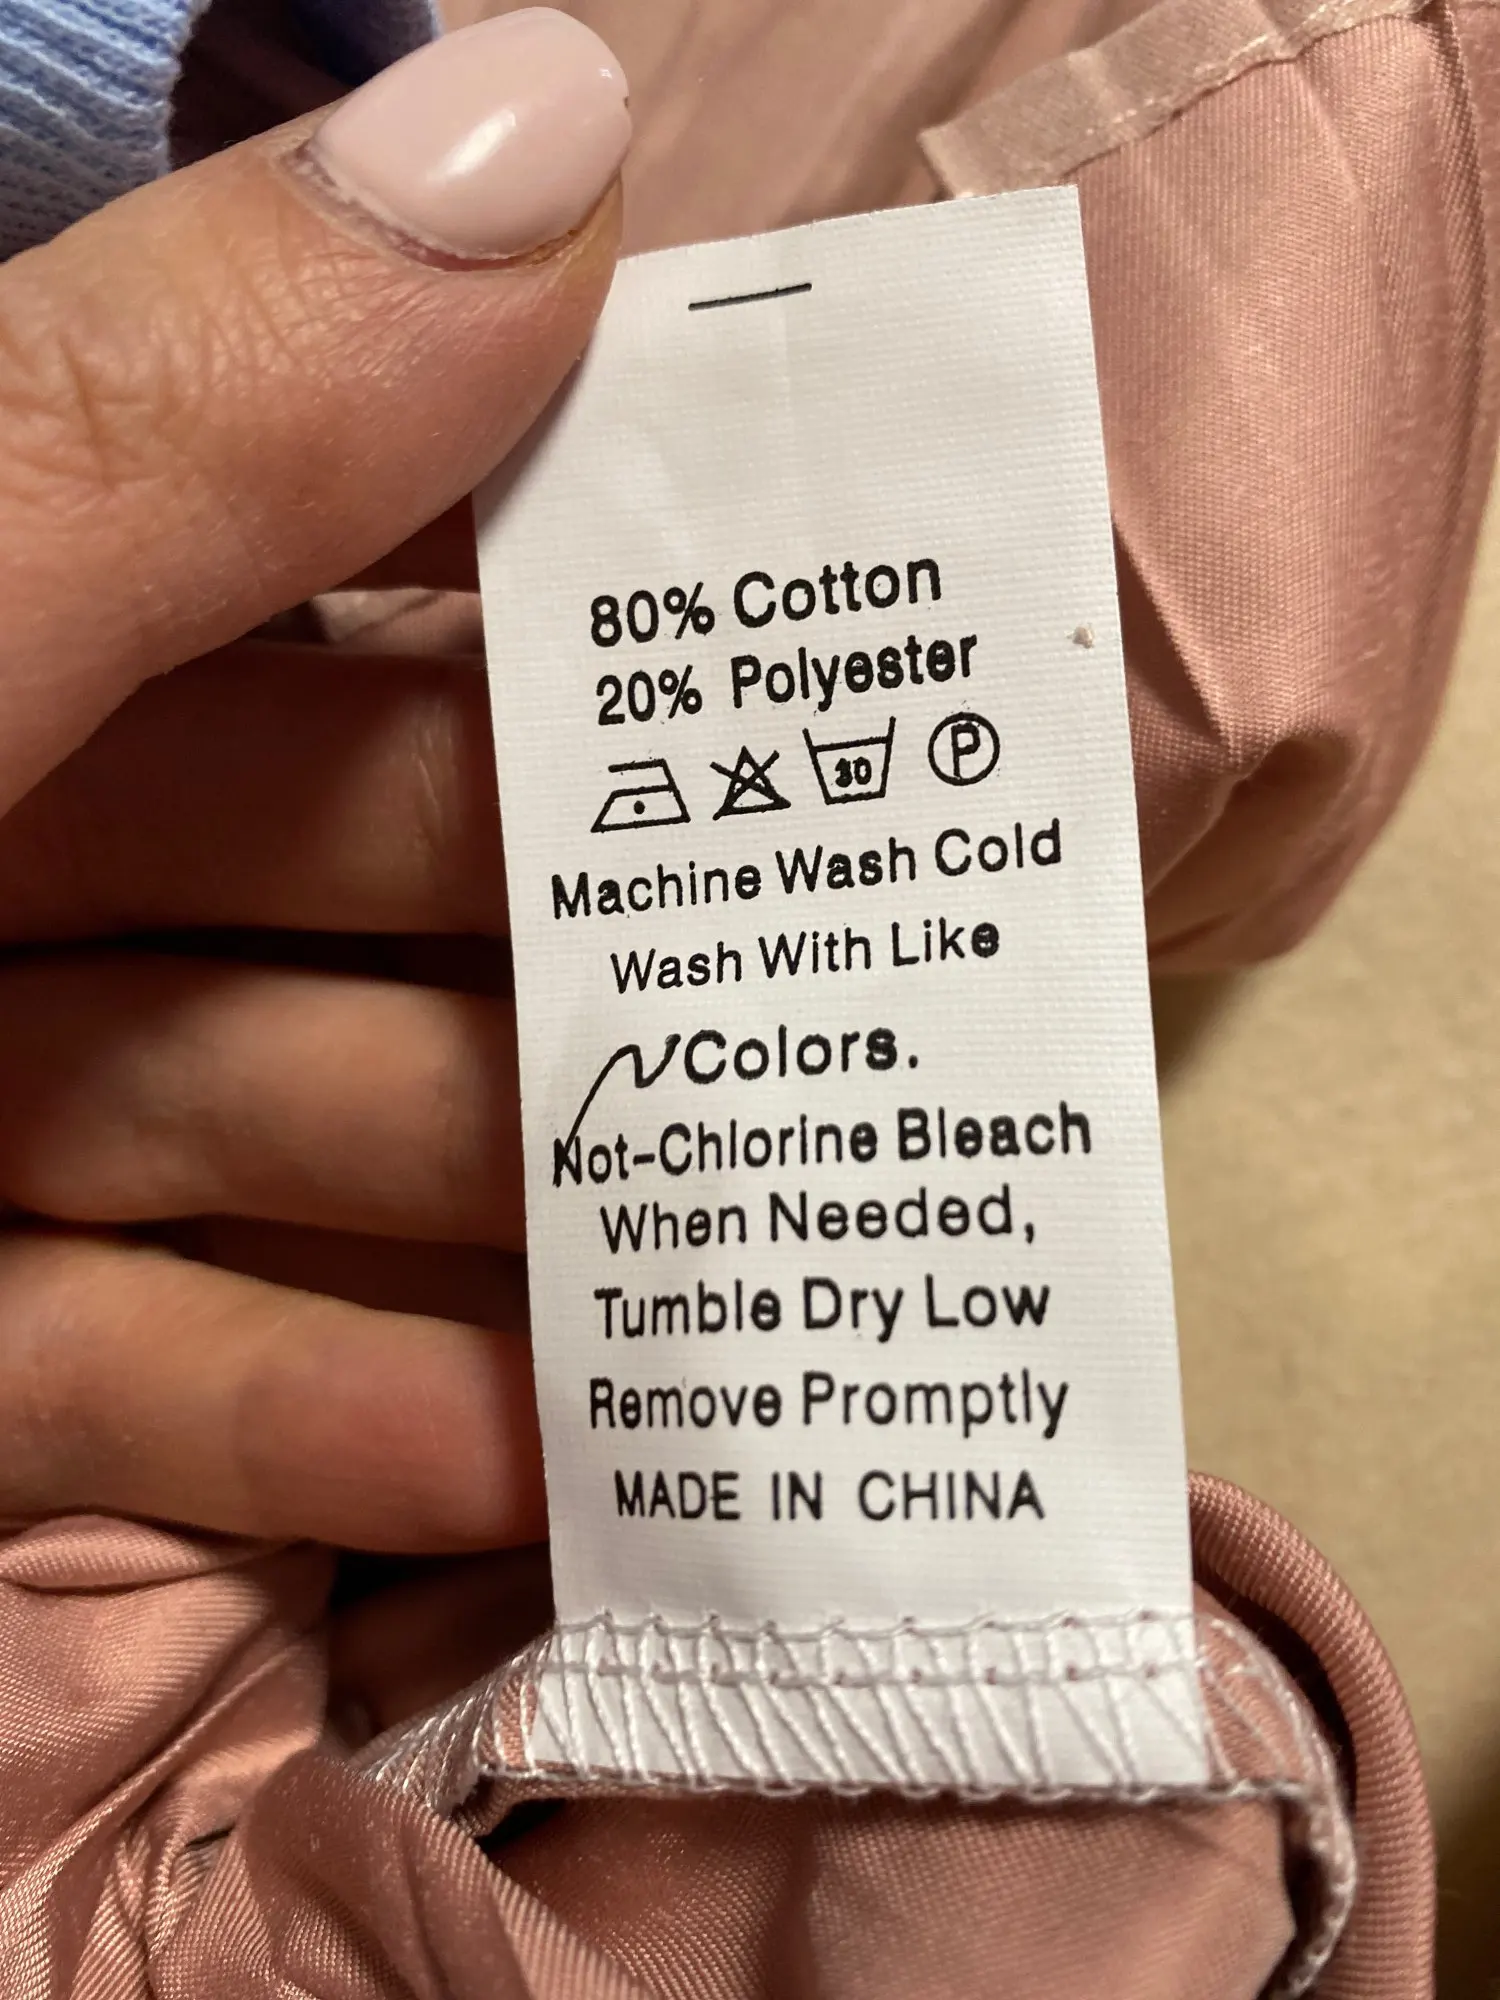 80% Cotton
20% Polyester
30 P
Machine Wash Cold
Wash With Like
Colors.
Not-Chlorine Bleach
When Needed,
Tumble Dry Low
Remove Promptly
MADE IN CHINA